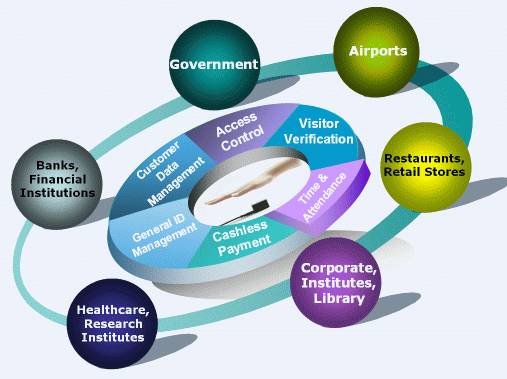 Government
Airports
Restaurants,
Retail Stores
Corporate,
Institutes,
Library
Healthcare,
Research
Institutes
Banks,
Financial
Institutions
Access
Control
Visitor
Verification
Time &
Attendance
Cashless
Payment
General ID
Management
Customer
Data
Management